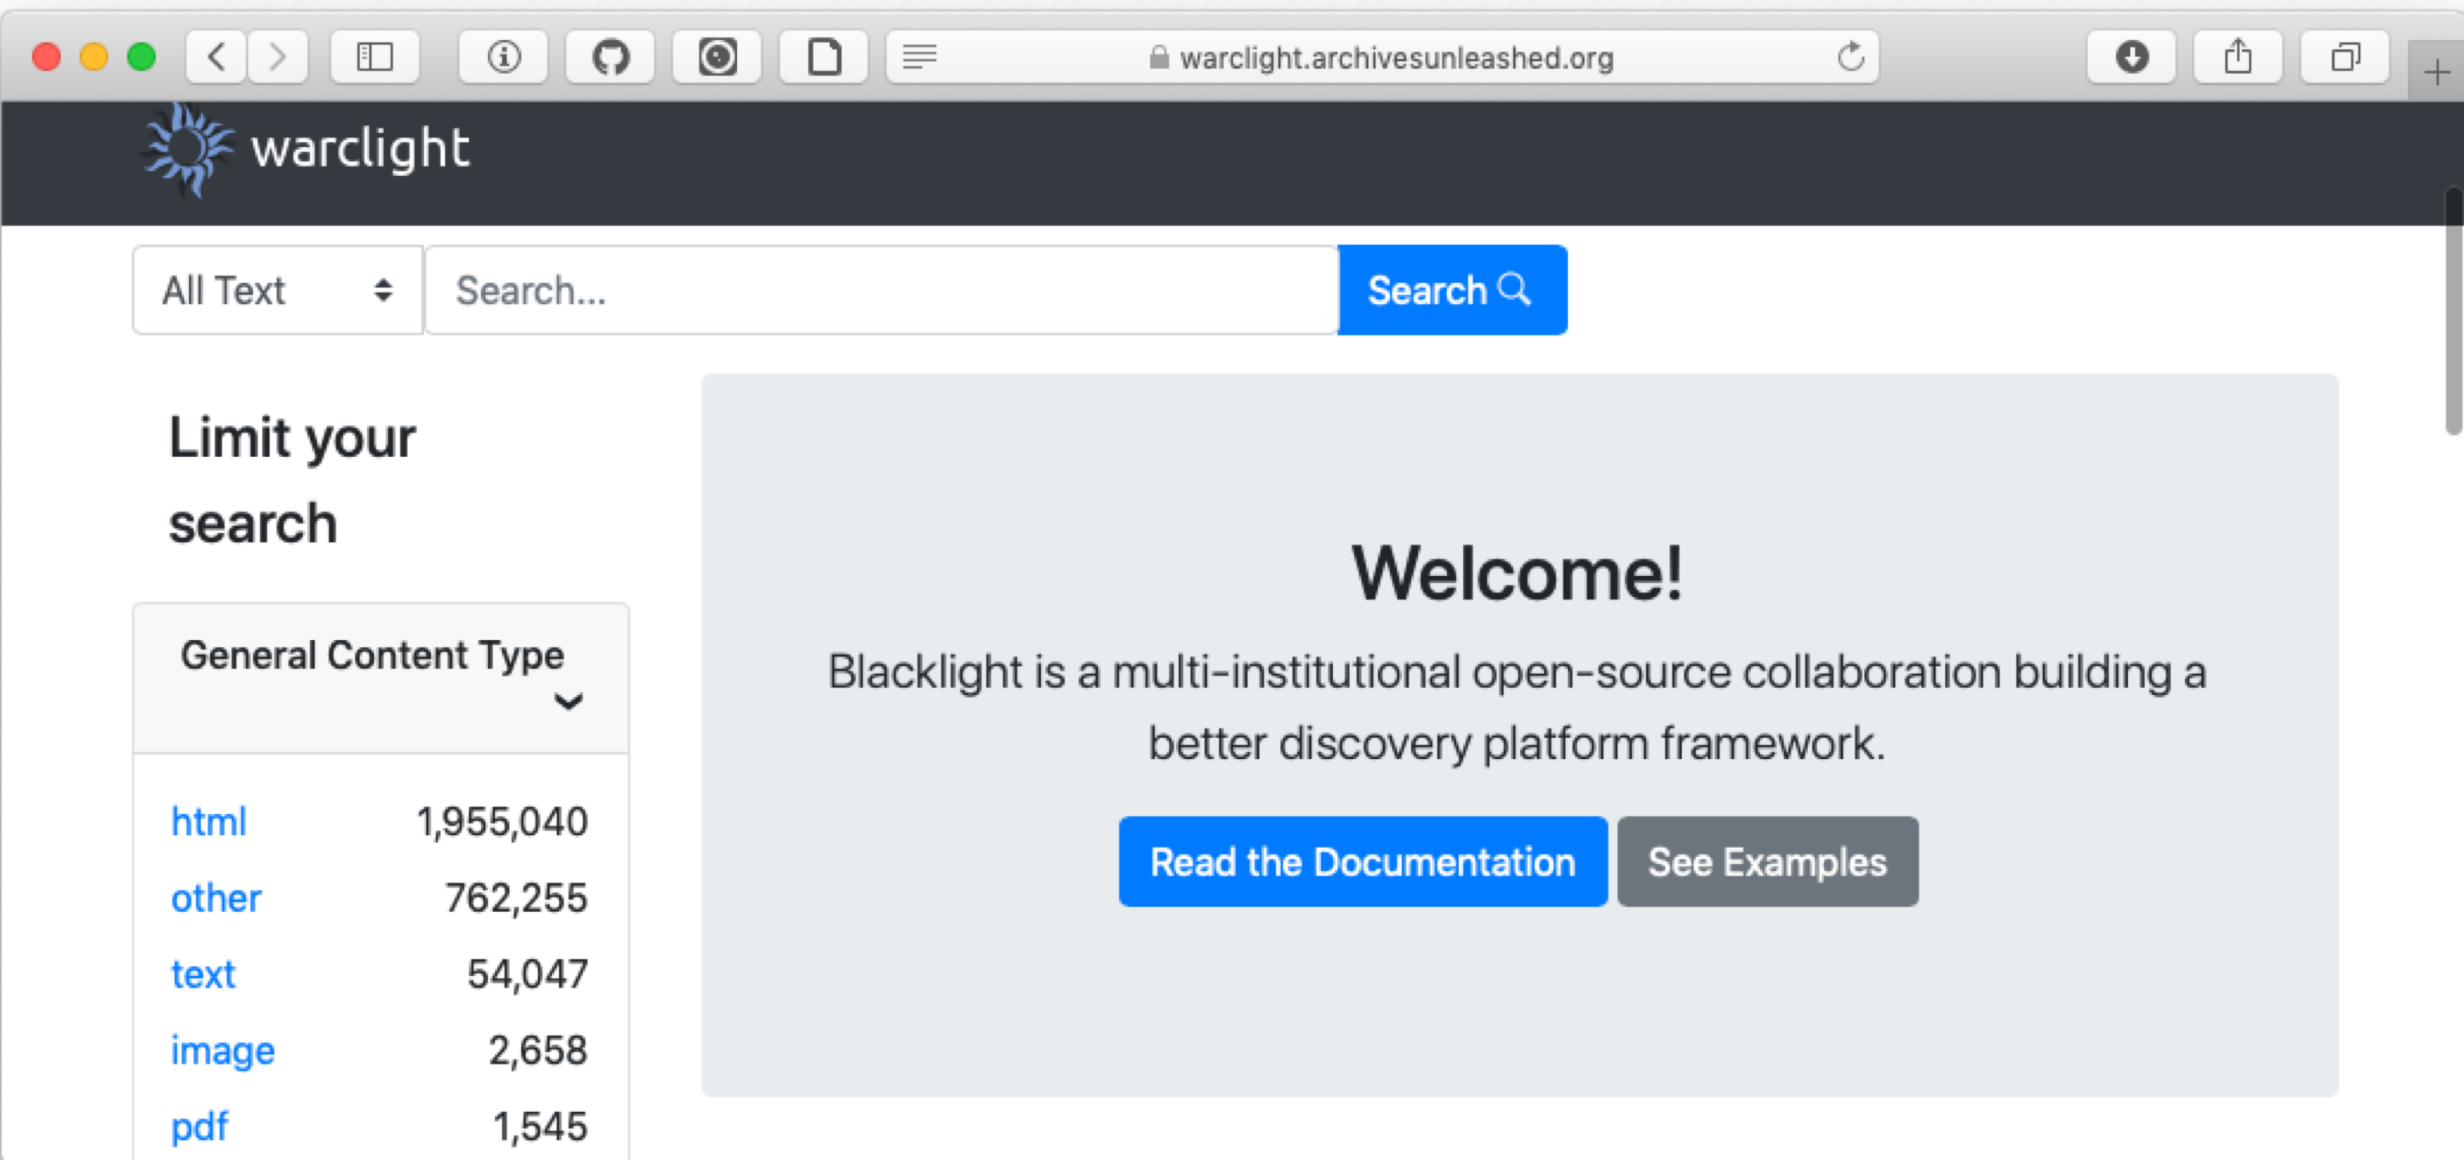 warclight.archivesunleashed.org
warclight
All Text
Search...
Search
Limit your
search
General Content Type
html 1,955,040
other 762,255
text 54,047
image 2,658
pdf 1,545
Welcome!
Blacklight is a multi-institutional open-source collaboration building a
better discovery platform framework.
Read the Documentation
See Examples